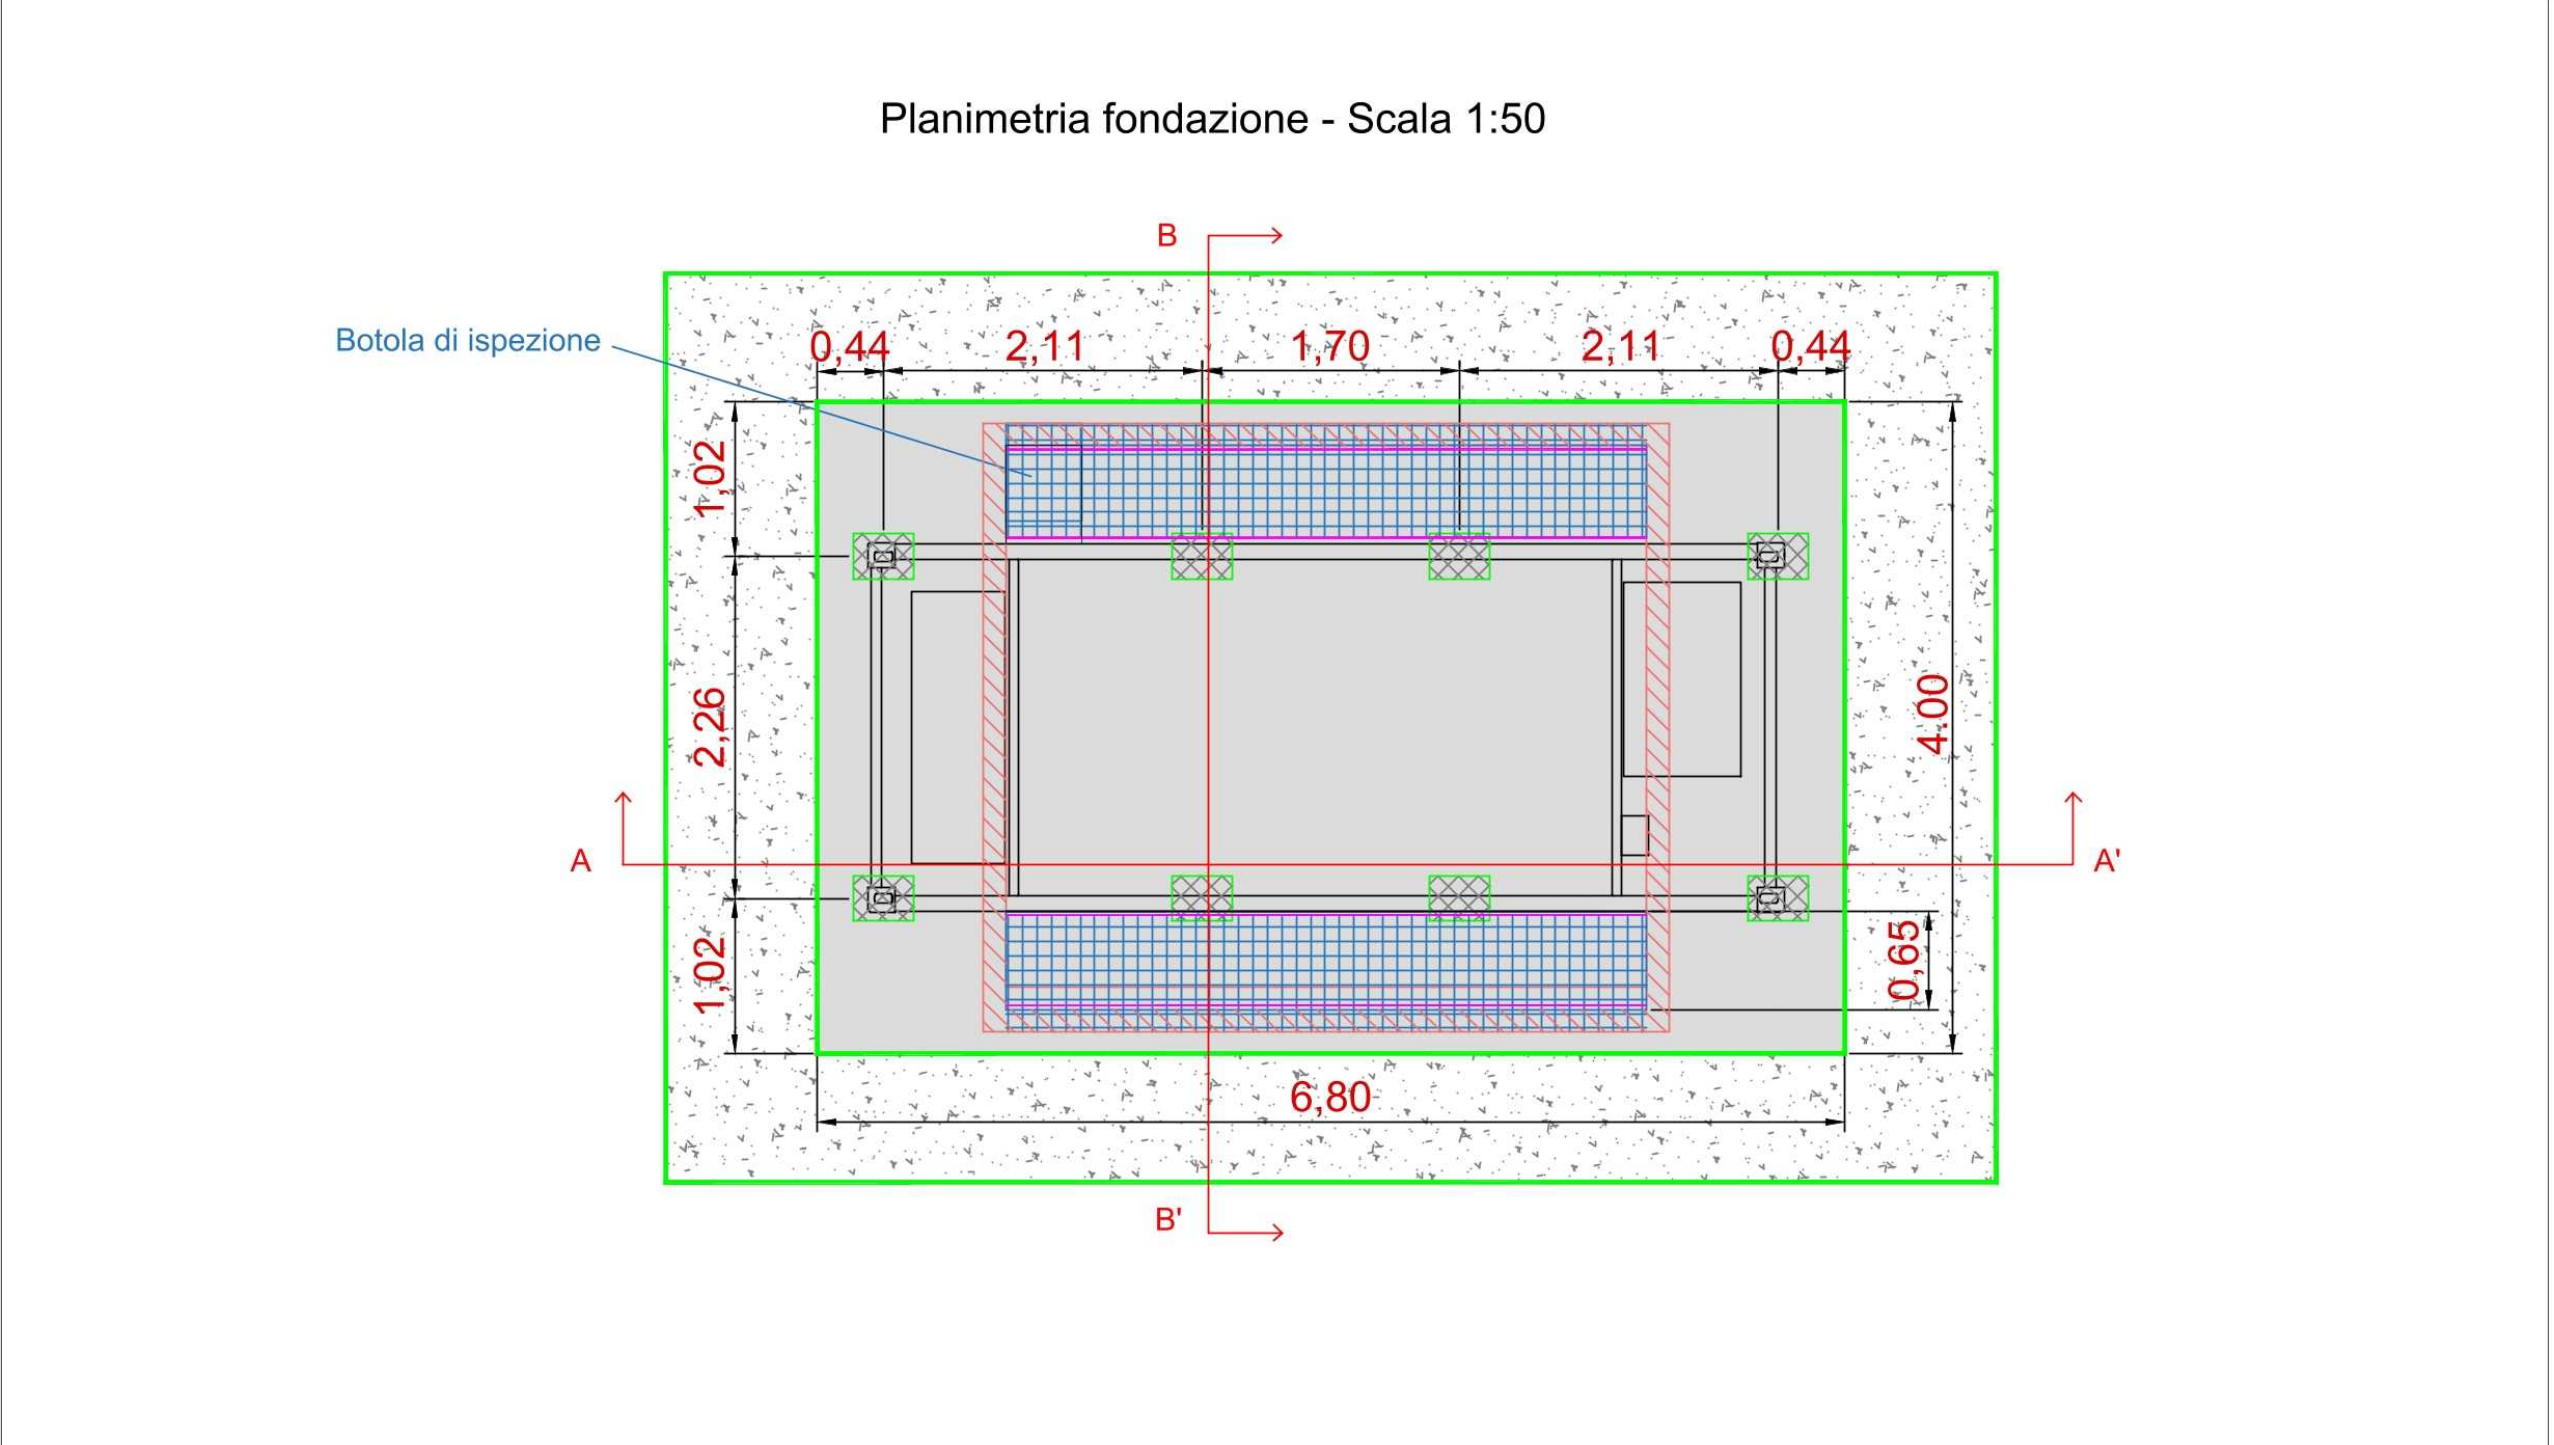 Planimetria fondazione - Scala 1:50
B
Botola di ispezione
0,44
2,11
1,70
2,11
0,44
1,02
2,26
4.00
A
A'
1,02
0,65
6,80
B'